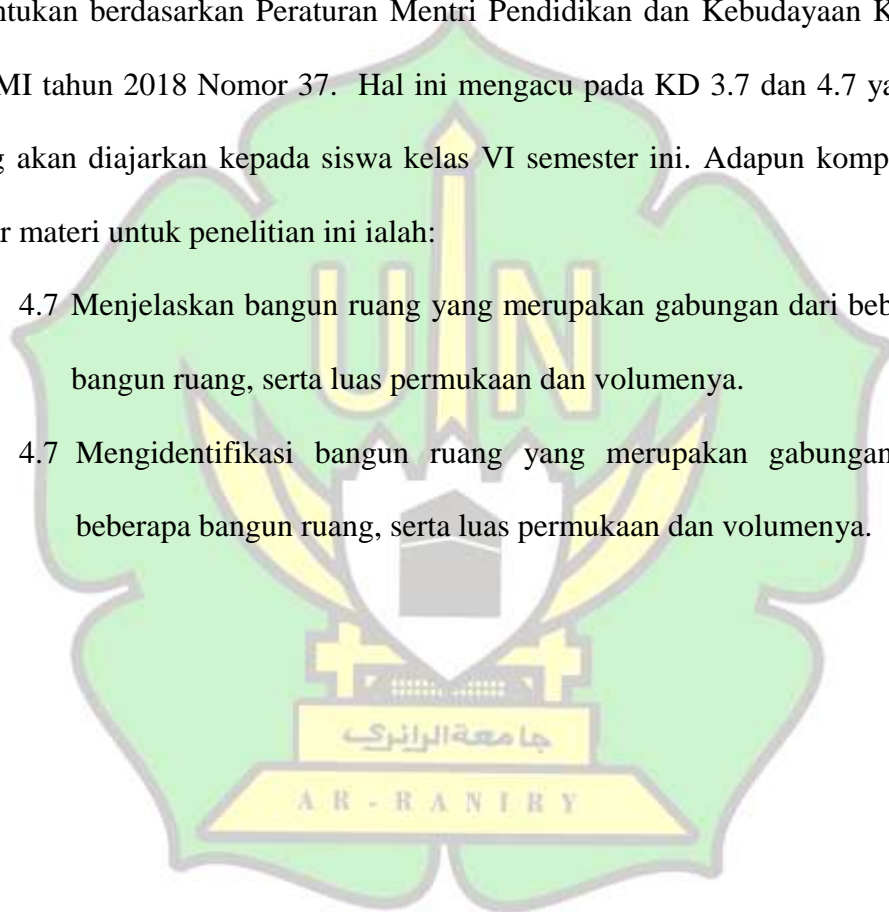 ntukan berdasarkan Peraturan Mentri Pendidikan dan Kebudayaan K
MI tahun 2018 Nomor 37. Hal ini mengacu pada KD 3.7 dan 4.7 ya
g akan diajarkan kepada siswa kelas VI semester ini. Adapun komp
r materi untuk penelitian ini ialah:
4.7 Menjelaskan bangun ruang yang merupakan gabungan dari beb
bangun ruang, serta luas permukaan dan volumenya.
4.7 Mengidentifikasi bangun ruang yang merupakan gabungan
beberapa bangun ruang, serta luas permukaan dan volumenya.
UIN
جامعة الرانري
AR-RANIRY